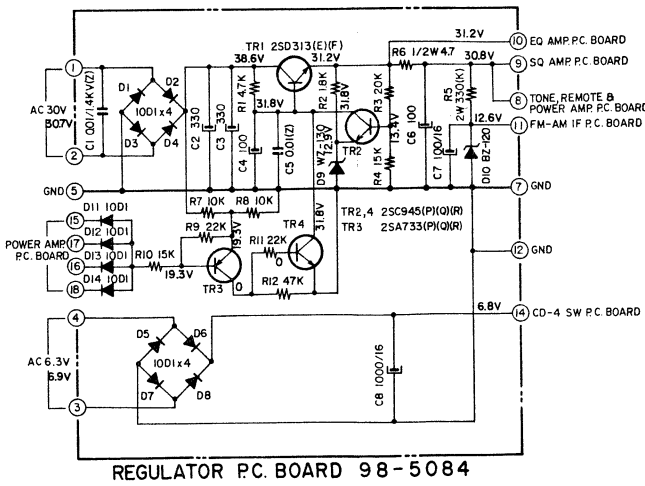 31.2V
10 EQ AMP. P.C. BOARD
TR1 2SD313(E)(F)
38.6V
31.2V
R6 1/2W 4.7
30.8V
9 SQ AMP. P.C. BOARD
1
D1
D2
10D1x4
D3
D4
AC 30V
30.7V
C1 0.01/1.4KV(Z)
C2 330
C3 330
R1 4.7K
31.8V
C4 100
C5 0.01(Z)
R2 1.8K
31.8V
TR2
12.9V
D9 WZ-130
R3 20K
13.4V
R4 15K
C6 100
C7 100/16
R5
2W 330(K)
12.6V
D10 BZ-120
8 TONE, REMOTE &
POWER AMP. P.C. BOARD
11 FM-AM IF P.C. BOARD
2
GND 5
7 GND
R7 10K
R8 10K
D11 10D1
15
D12 10D1
POWER AMP. 17
P.C. BOARD
D13 10D1
16
D14 10D1
18
R10 15K
19.3V
R9 22K
19.3V
TR3
0
TR4
R11 22K
0
31.8V
R12 47K
TR2,4 2SC945(P)(Q)(R)
TR3 2SA733(P)(Q)(R)
12 GND
4
6.8V
14 CD-4 SW P.C. BOARD
D5
D6
10D1x4
D7
D8
AC 6.3V
6.9V
C8 1000/16
3
REGULATOR P.C. BOARD 98-5084